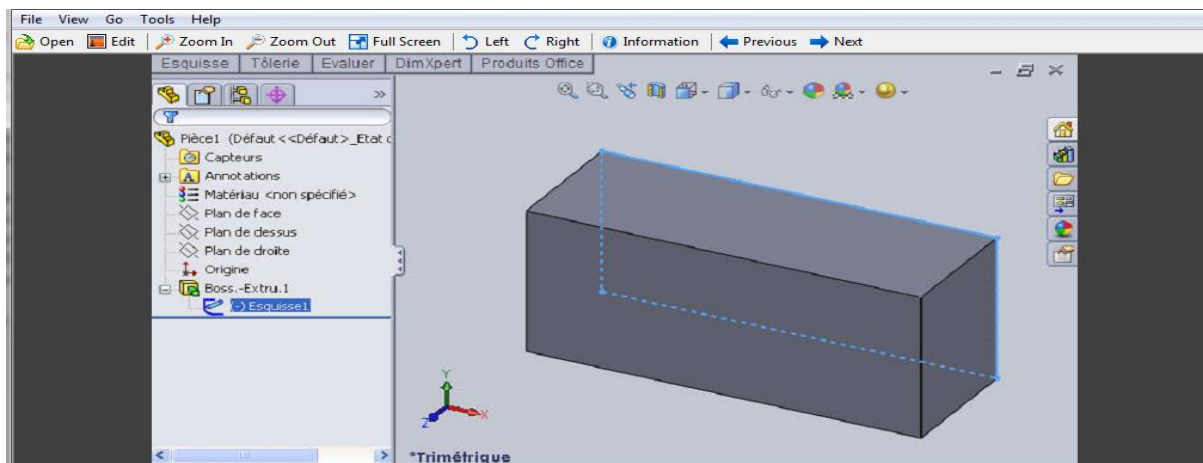 File View Go Tools Help
Open Edit Zoom In Zoom Out Full Screen Left Right Information Previous Next
Esquisse Tôlerie Evaluer DimXpert Produits Office
Pièce1 (Défaut<<Défaut>_Etat d
Capteurs
Annotations
Matériau <non spécifié>
Plan de face
Plan de dessus
Plan de droite
Origine
Boss.-Extru.1
(-) Esquisse1
Y
X
Z
*Trimétrique